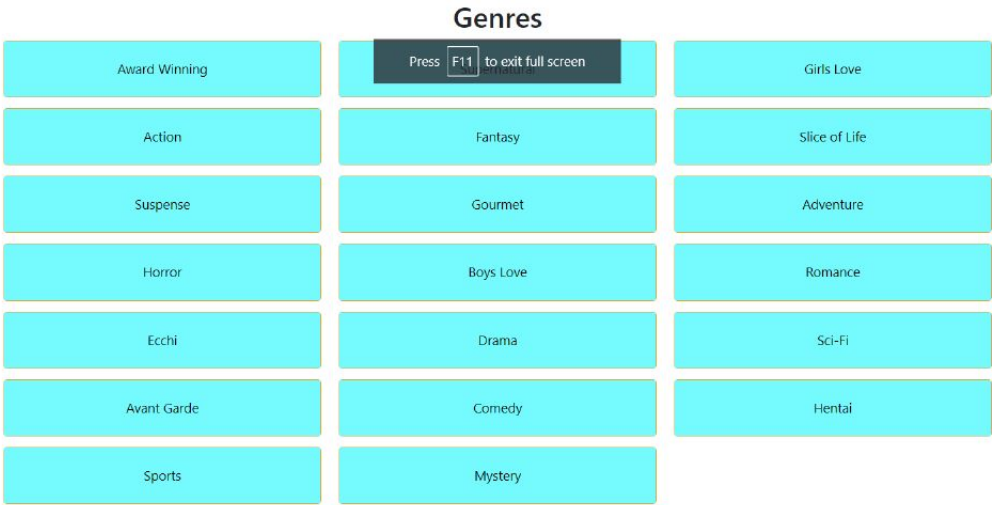 Genres
Award Winning
Press F11 to exit full screen
Supernatural
Girls Love
Action
Fantasy
Slice of Life
Suspense
Gourmet
Adventure
Horror
Boys Love
Romance
Ecchi
Drama
Sci-Fi
Avant Garde
Comedy
Hentai
Sports
Mystery